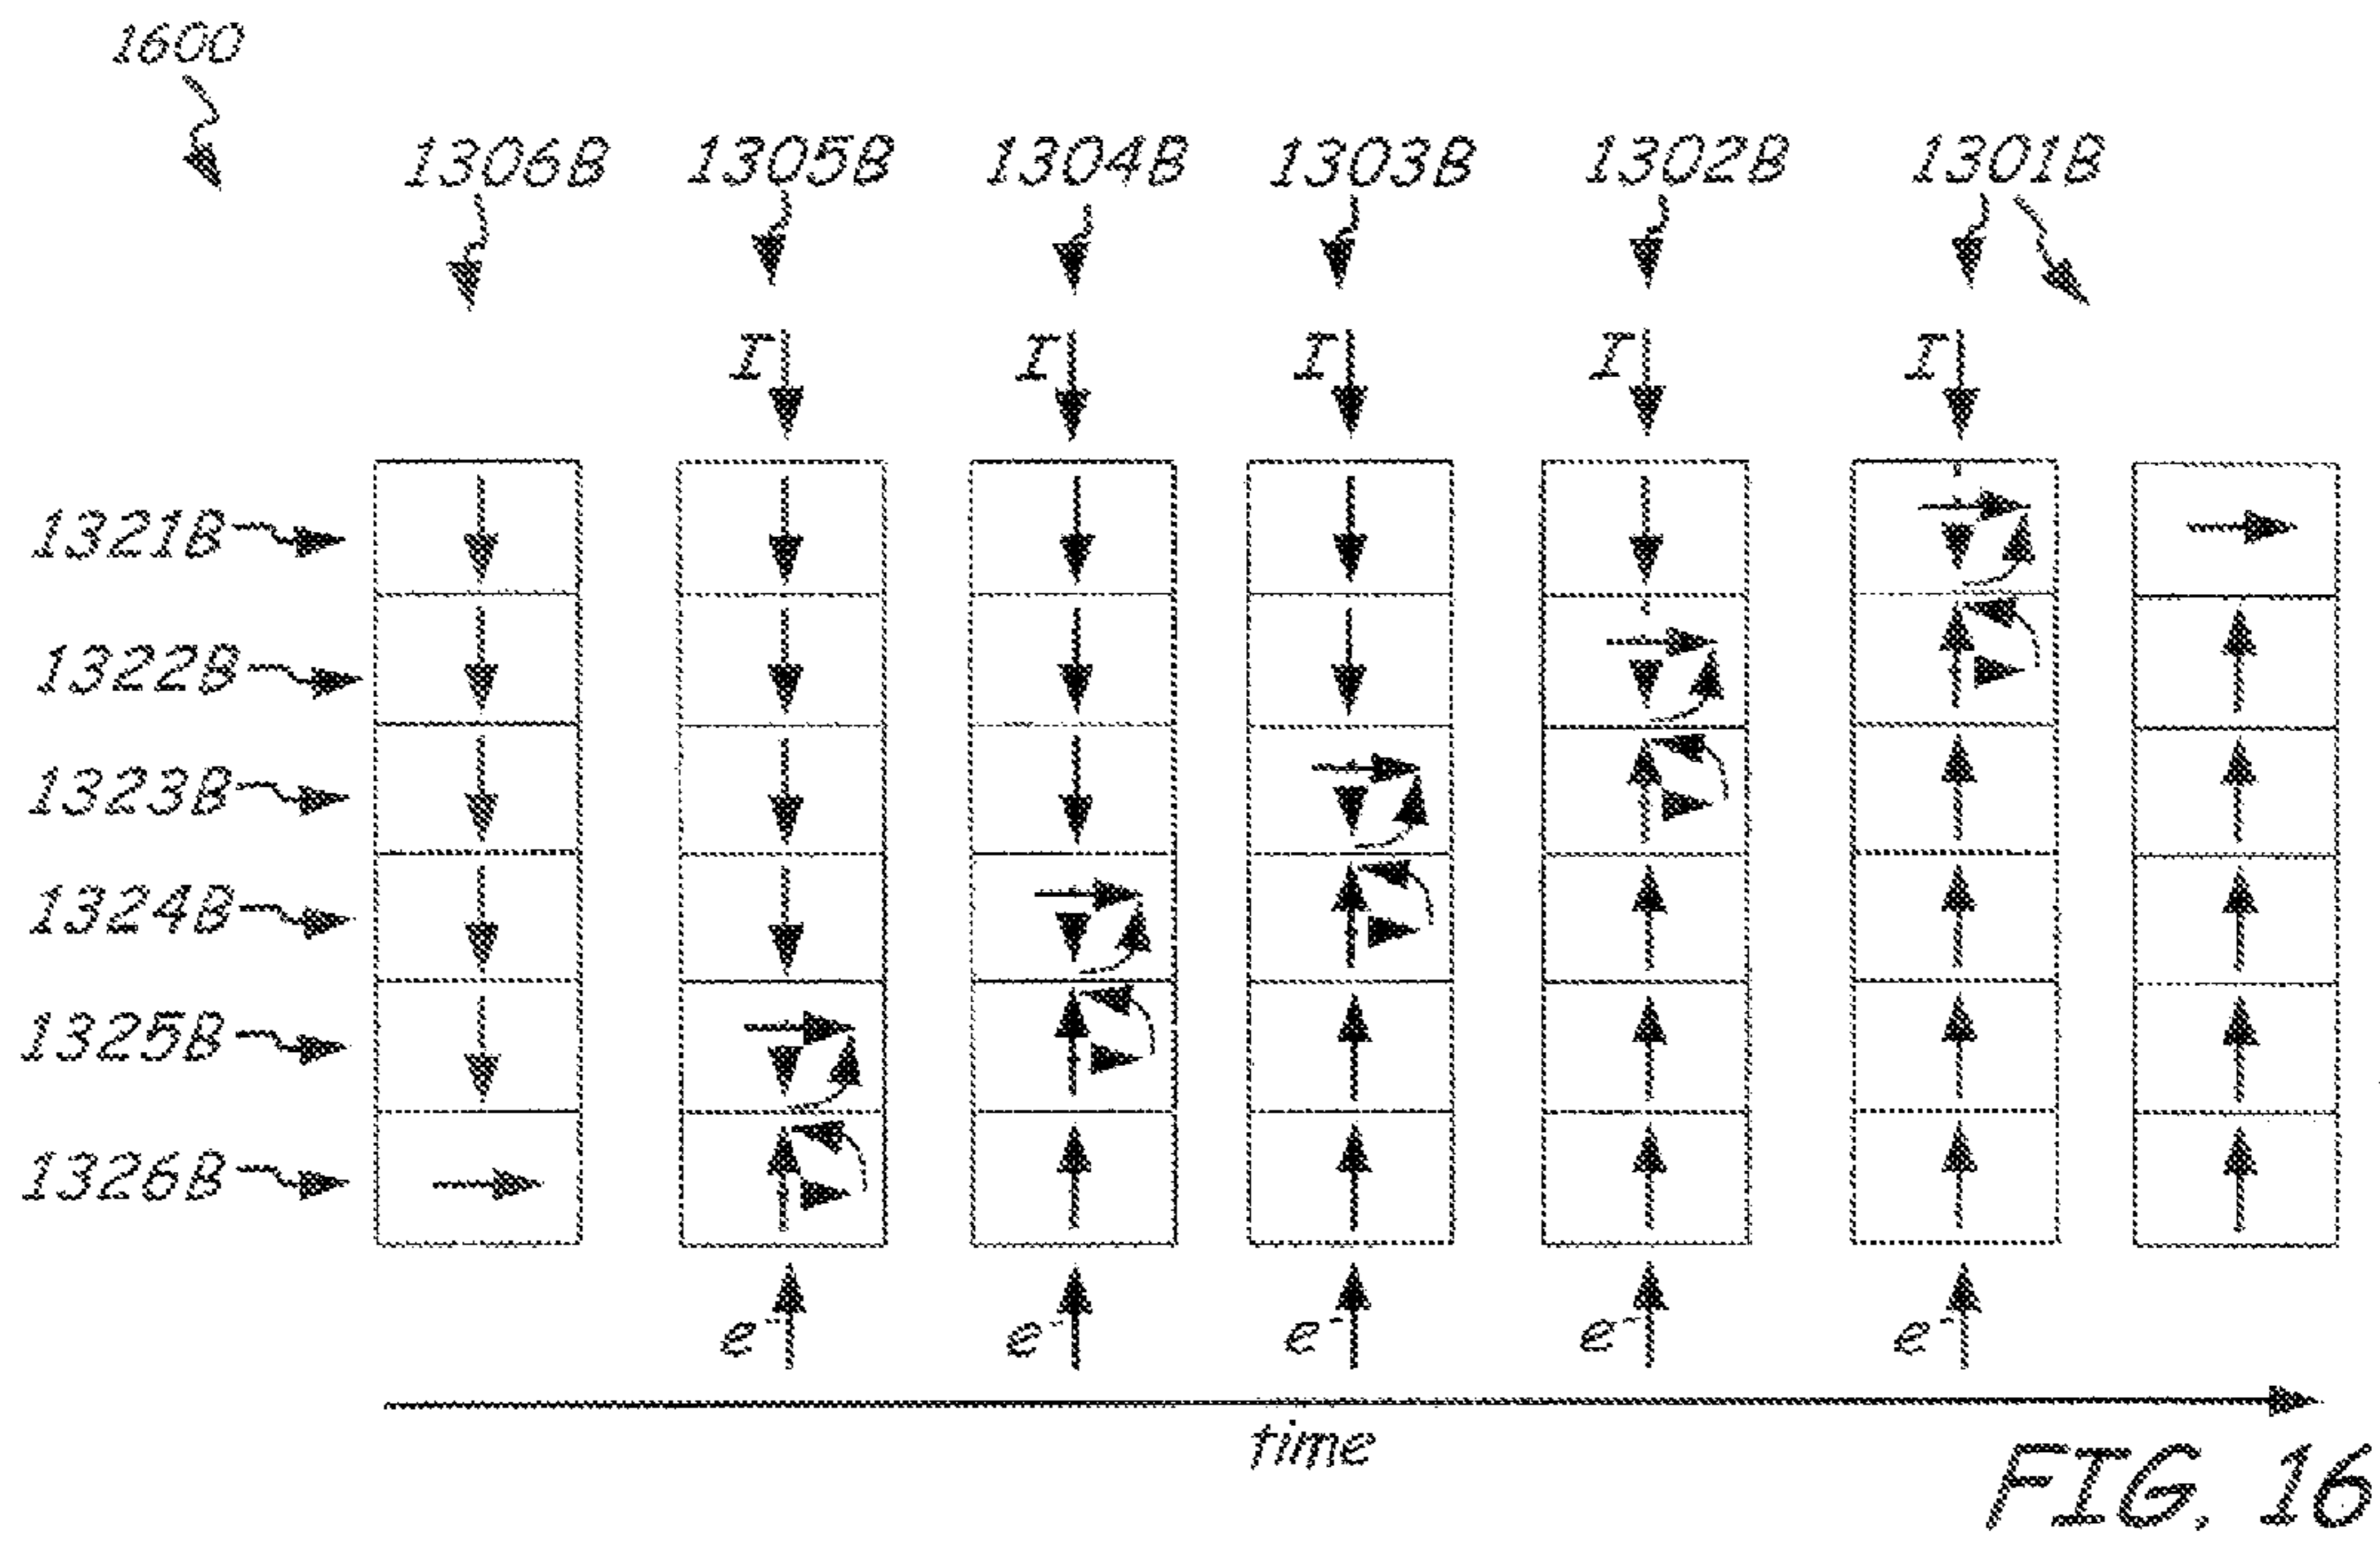 1600
1306B 1305B 1304B 1303B 1302B 1301B
I I I I I
1321B
1322B
1323B
1324B
1325B
1326B
e- e- e- e- e-
time
FIG. 16